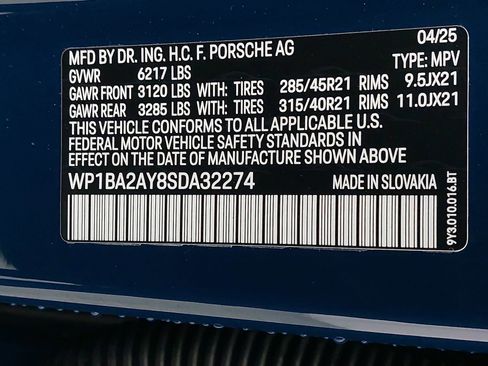 MFD BY DR. ING. H.C. F. PORSCHE AG 04/25
GVWR 6217 LBS TYPE: MPV
GAWR FRONT 3120 LBS WITH: TIRES 285/45R21 RIMS 9.5JX21
GAWR REAR 3285 LBS WITH: TIRES 315/40R21 RIMS 11.0JX21
THIS VEHICLE CONFORMS TO ALL APPLICABLE U.S.
FEDERAL MOTOR VEHICLE SAFETY STANDARDS IN
EFFECT ON THE DATE OF MANUFACTURE SHOWN ABOVE
WP1BA2AY8SDA32274 MADE IN SLOVAKIA
9Y3.010.016.BT